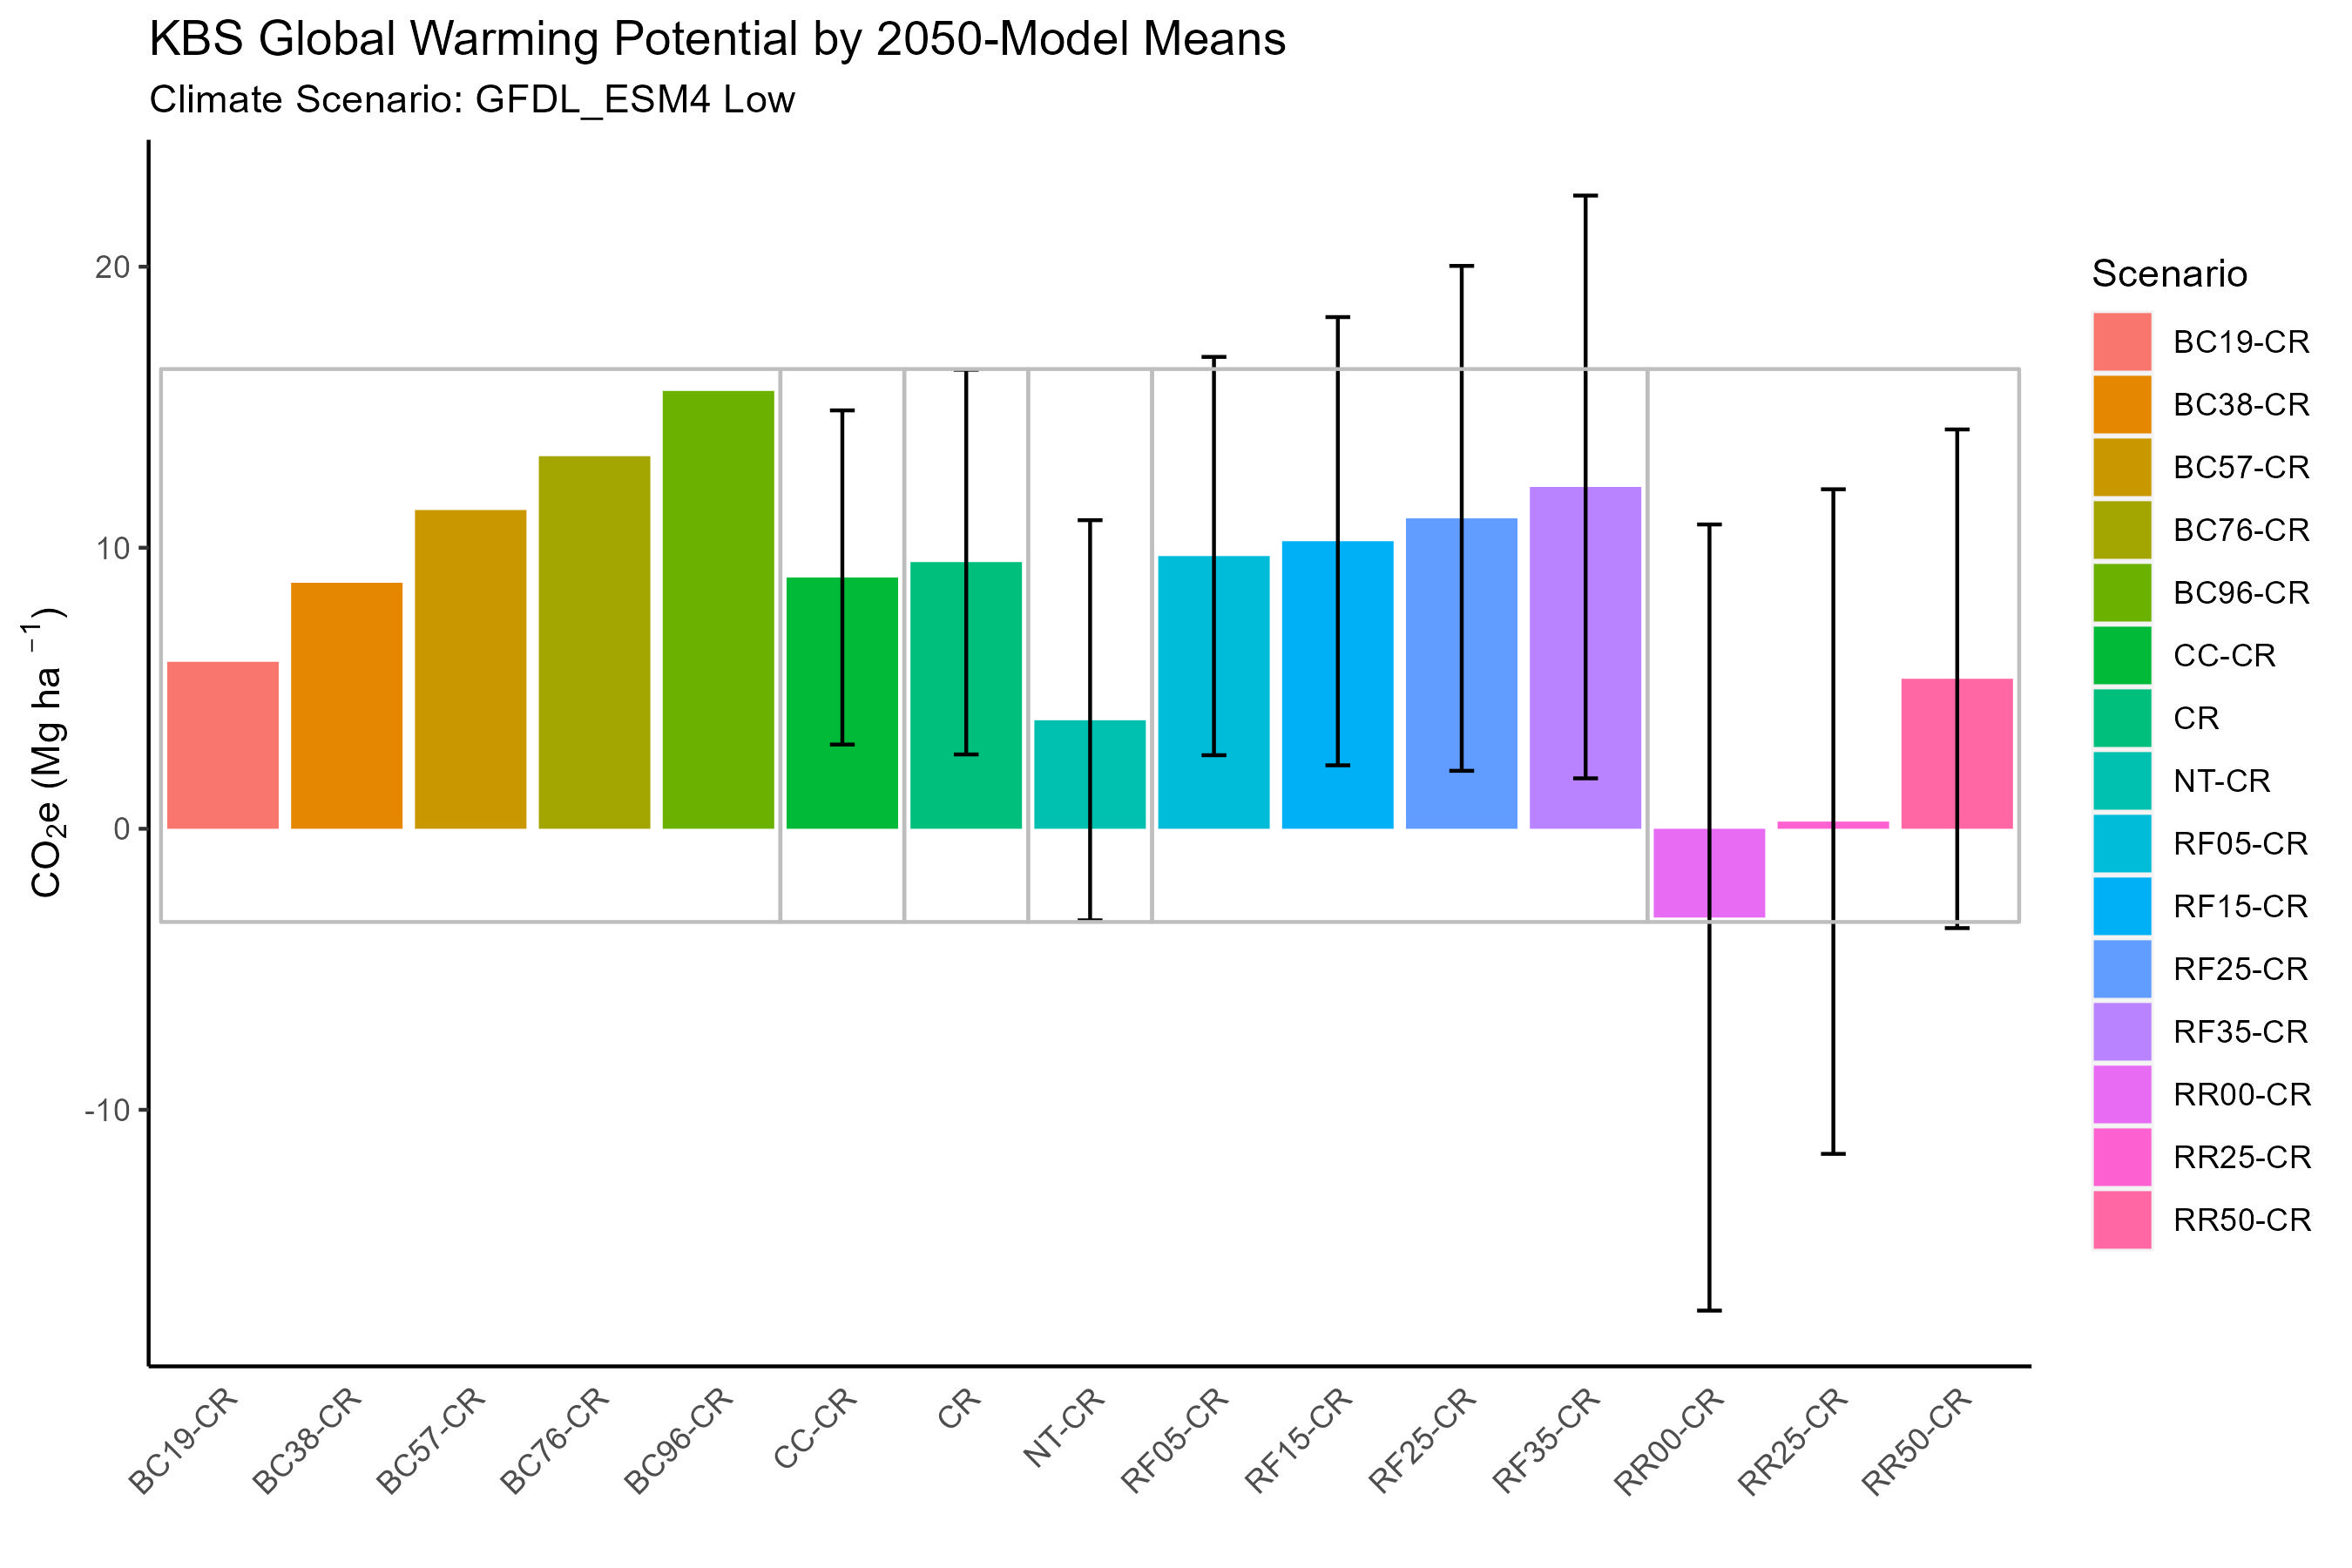 KBS Global Warming Potential by 2050-Model Means
Climate Scenario: GFDL_ESM4 Low
CO₂e (Mg ha ⁻¹)
20
10
0
-10
BC19-CR
BC38-CR
BC57-CR
BC76-CR
BC96-CR
CC-CR
CR
NT-CR
RF05-CR
RF15-CR
RF25-CR
RF35-CR
RR00-CR
RR25-CR
RR50-CR
Scenario
BC19-CR
BC38-CR
BC57-CR
BC76-CR
BC96-CR
CC-CR
CR
NT-CR
RF05-CR
RF15-CR
RF25-CR
RF35-CR
RR00-CR
RR25-CR
RR50-CR